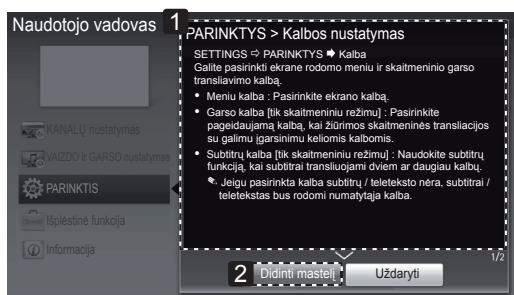 Naudotojo vadovas
1
PARINKTYS > Kalbos nustatymas
SETTINGS ⇨ PARINKTYS ➡ Kalba
Galite pasirinkti ekrane rodomo meniu ir skaitmeninio garso
transliavimo kalbą.
• Meniu kalba : Pasirinkite ekrano kalbą.
• Garso kalba [tik skaitmeniniu režimu] : Pasirinkite
pageidaujamą kalbą, kai žiūrimos skaitmeninės transliacijos
su galimu įgarsinimu keliomis kalbomis.
• Subtitrų kalba [tik skaitmeniniu režimu] : Naudokite subtitrų
funkciją, kai subtitrai transliuojami dviem ar daugiau kalbų.
✎ Jeigu pasirinkta kalba subtitrų / teleteksto nėra, subtitrai /
teletekstas bus rodomi numatytąja kalba.
KANALŲ nustatymas
VAIZDO ir GARSO nustatymas
PARINKTIS
Išplėstinė funkcija
Informacija
1/2
2
Didinti mastelį
Uždaryti